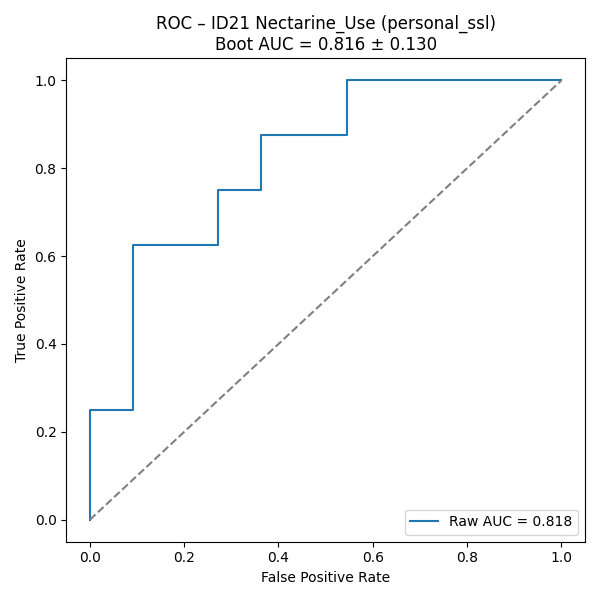 ROC – ID21 Nectarine_Use (personal_ssl)
Boot AUC = 0.816 ± 0.130
1.0
0.8
0.6
0.4
0.2
0.0
True Positive Rate
Raw AUC = 0.818
0.0 0.2 0.4 0.6 0.8 1.0
False Positive Rate